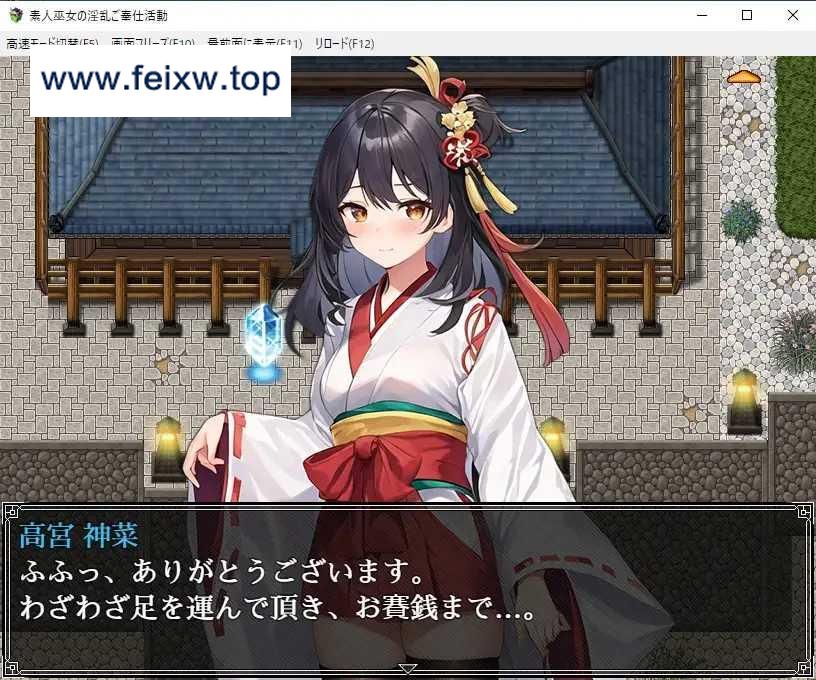 素人巫女の淫乱ご奉仕活動
高速モード切替(F5) 画面フリーズ(F10) 最前面に表示(F11) リロード(F12)
www.feixw.top
高宮 神菜
ふふっ、ありがとうございます。
わざわざ足を運んで頂き、お賽銭まで…。